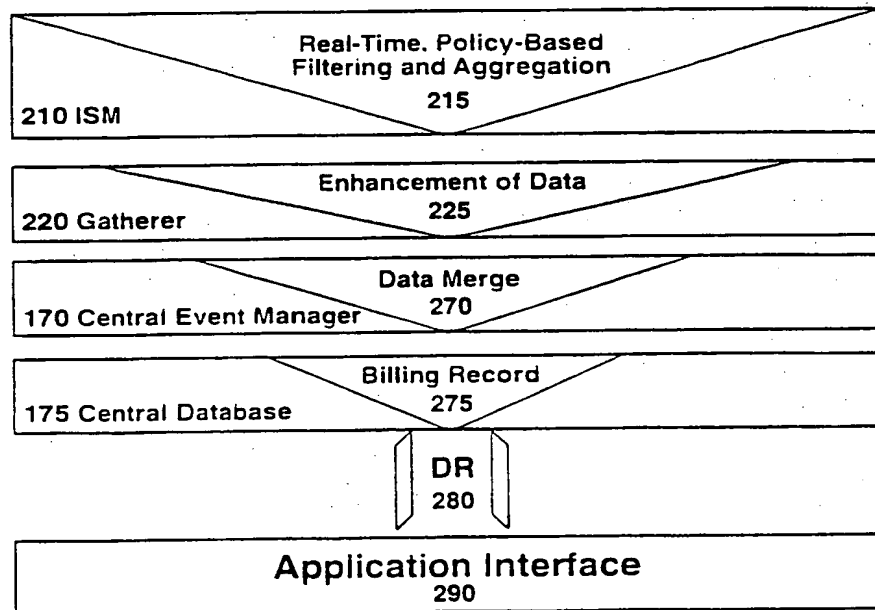 Real-Time. Policy-Based
Filtering and Aggregation
215
210 ISM
Enhancement of Data
225
220 Gatherer
Data Merge
270
170 Central Event Manager
Billing Record
275
175 Central Database
DR
280
Application Interface
290